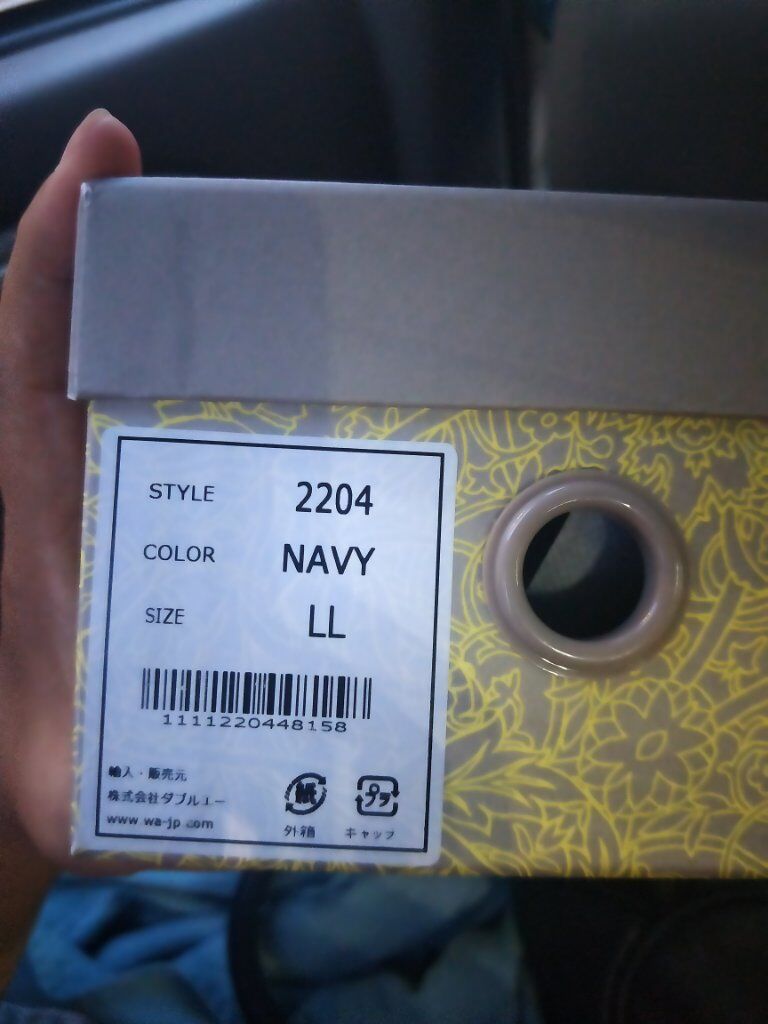 STYLE 2204
COLOR NAVY
SIZE LL
1111220448158
輸入・販売元
株式会社ダブルエー
www.wa-jp.com
紙 プラ
外箱 キャップ